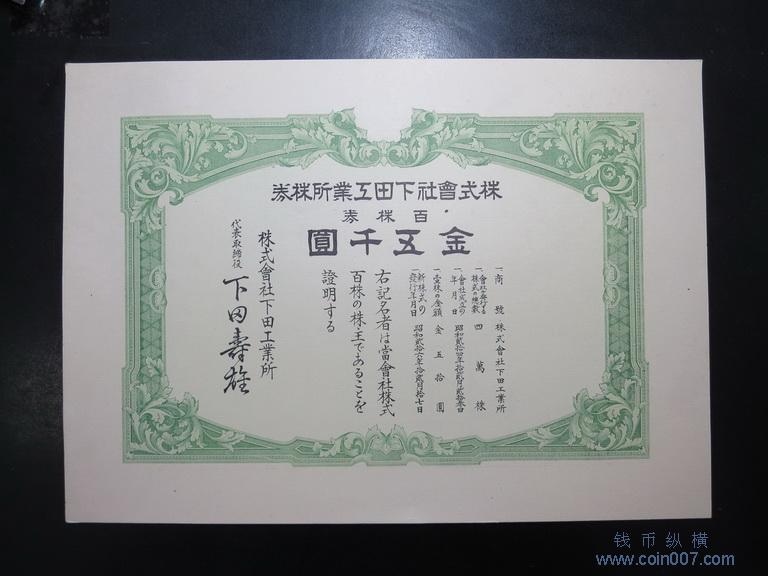 株式會社下田工業所株券
百株券
金五千圓
一商號 株式會社下田工業所
一會社の發行する株式の總數 四萬株
一會社成立の年月日 昭和貳拾四年拾貳月貳拾參日
一壹株の金額 金五拾圓
一新株式の發行年月日 昭和貳拾六年拾貳月拾七日
右記名者は當會社株式
百株の株主であることを
證明する
株式會社下田工業所
代表取締役 下田壽雄
钱币纵横
www.coin007.com